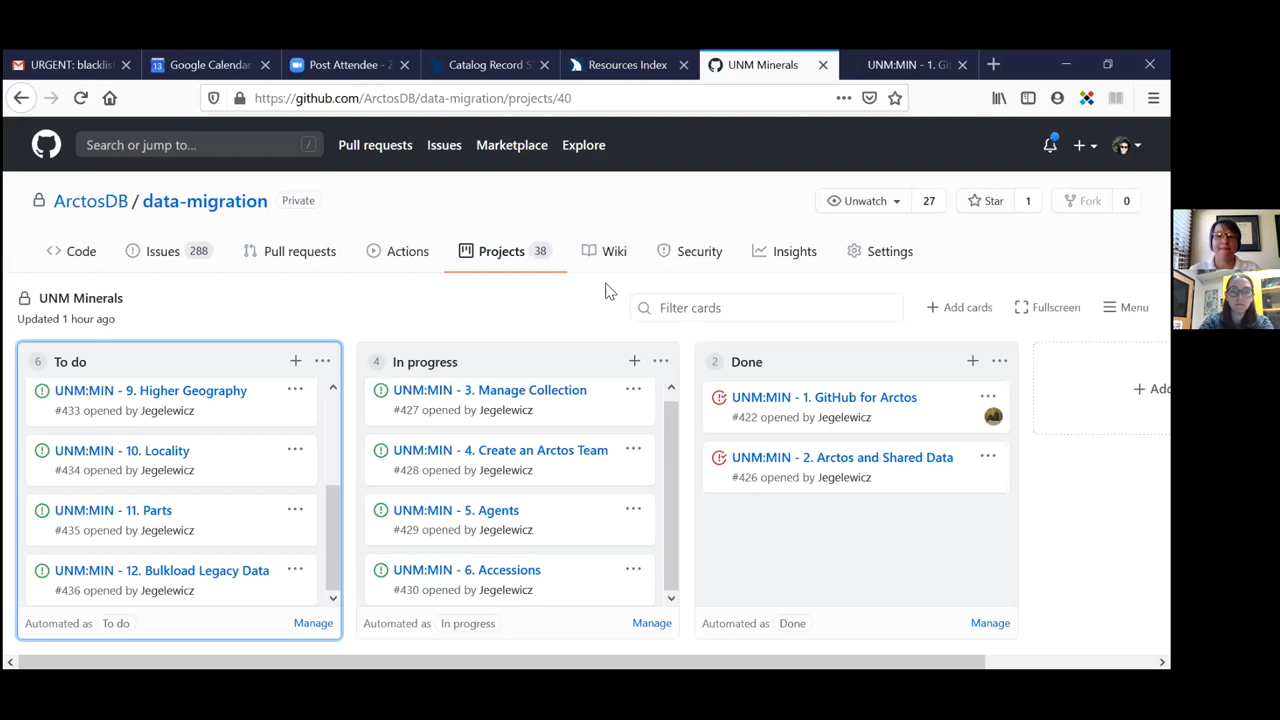 URGENT: blacklis
Google Calenda
Post Attendee - Z
Catalog Record S
Resources Index
UNM Minerals
UNM:MIN - 1. Gi
https://github.com/ArctosDB/data-migration/projects/40
Search or jump to... /
Pull requests
Issues
Marketplace
Explore
ArctosDB / data-migration Private
Unwatch 27
Star 1
Fork 0
Code
Issues 288
Pull requests
Actions
Projects 38
Wiki
Security
Insights
Settings
UNM Minerals
Updated 1 hour ago
Filter cards
Add cards
Fullscreen
Menu
6 To do
UNM:MIN - 9. Higher Geography
#433 opened by Jegelewicz
UNM:MIN - 10. Locality
#434 opened by Jegelewicz
UNM:MIN - 11. Parts
#435 opened by Jegelewicz
UNM:MIN - 12. Bulkload Legacy Data
#436 opened by Jegelewicz
Automated as To do Manage
4 In progress
UNM:MIN - 3. Manage Collection
#427 opened by Jegelewicz
UNM:MIN - 4. Create an Arctos Team
#428 opened by Jegelewicz
UNM:MIN - 5. Agents
#429 opened by Jegelewicz
UNM:MIN - 6. Accessions
#430 opened by Jegelewicz
Automated as In progress Manage
2 Done
UNM:MIN - 1. GitHub for Arctos
#422 opened by Jegelewicz
UNM:MIN - 2. Arctos and Shared Data
#426 opened by Jegelewicz
Automated as Done Manage
Add